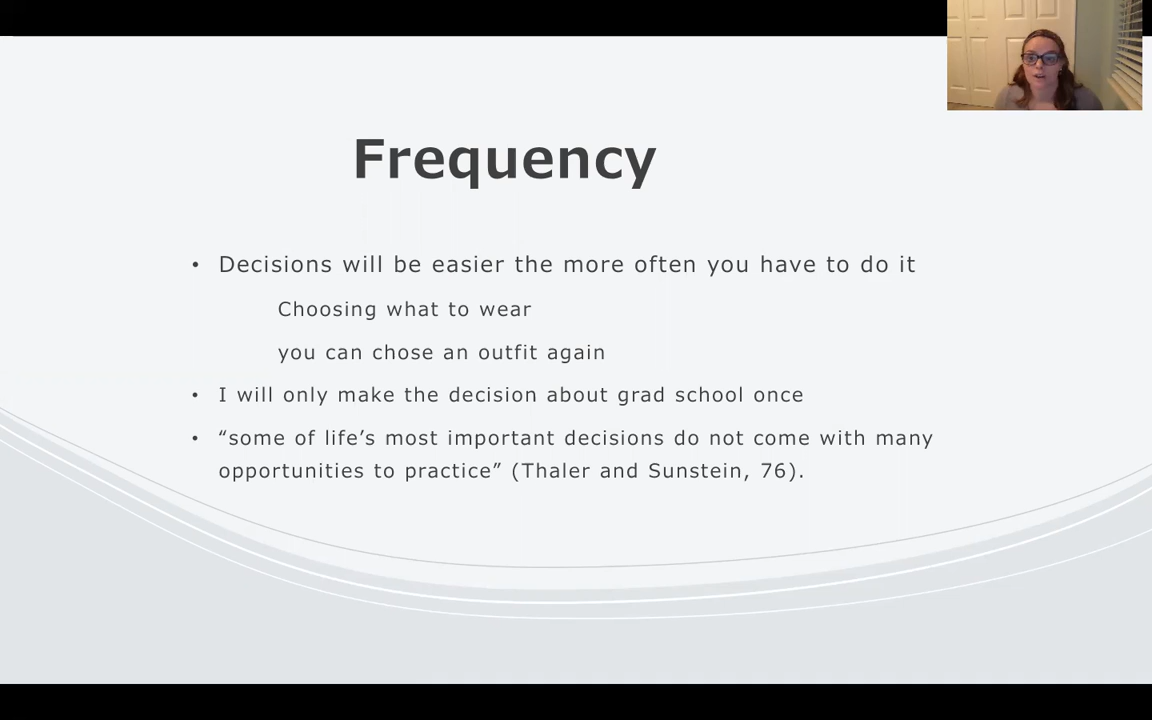 Frequency
• Decisions will be easier the more often you have to do it
Choosing what to wear
you can chose an outfit again
• I will only make the decision about grad school once
• “some of life’s most important decisions do not come with many
opportunities to practice” (Thaler and Sunstein, 76).